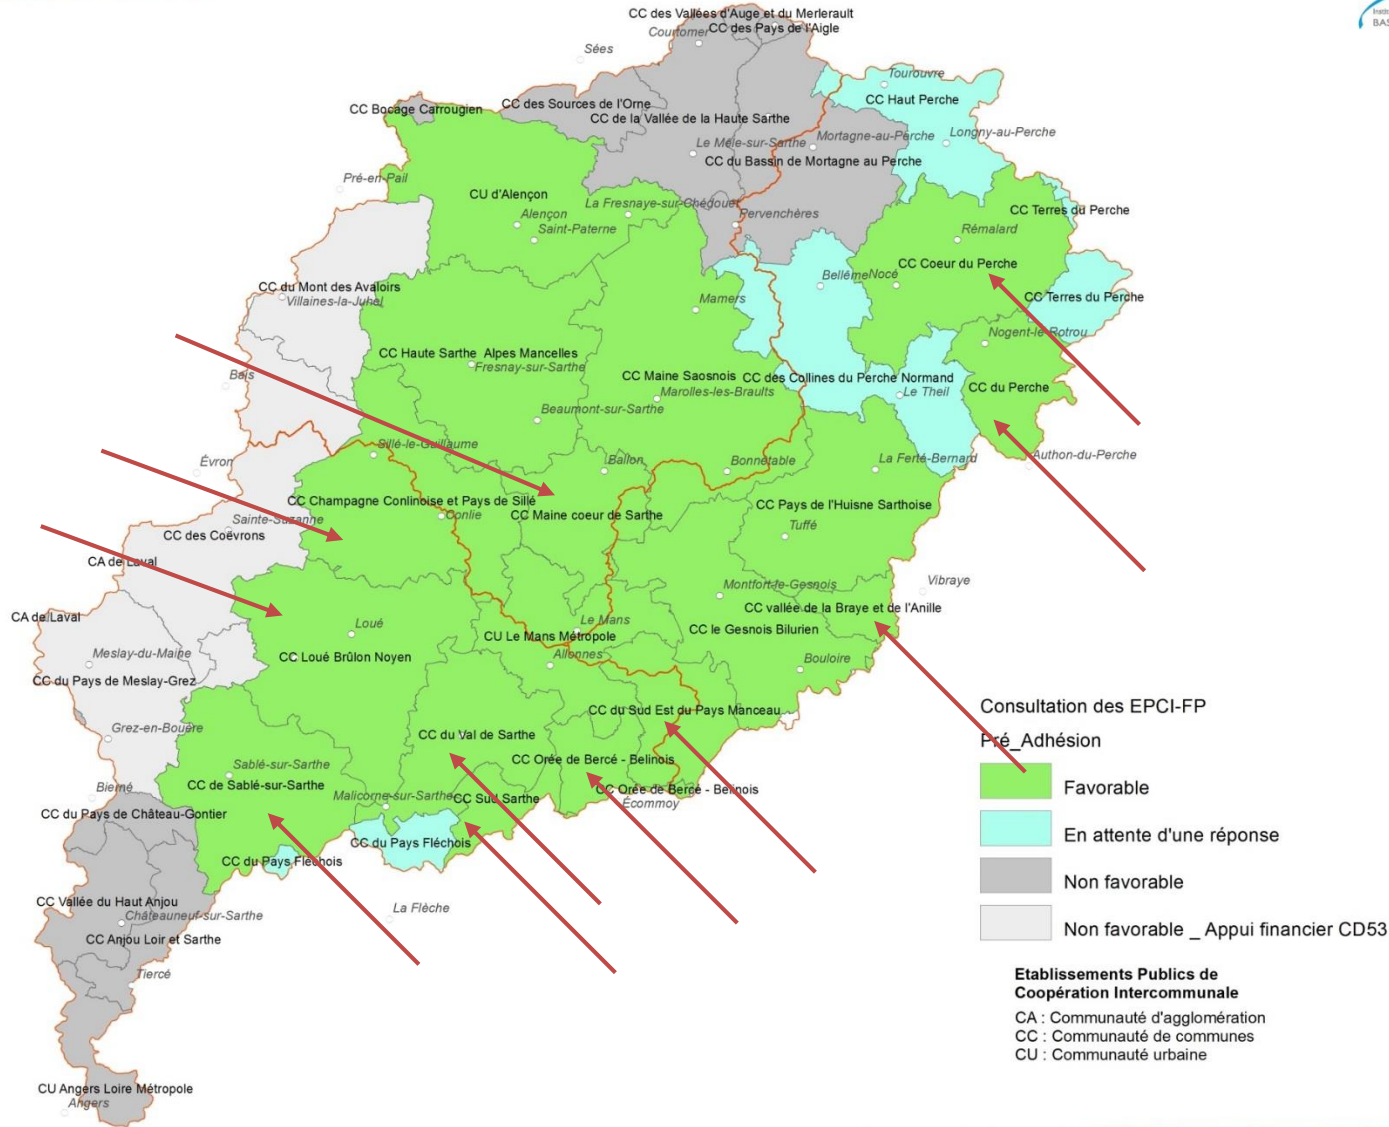 Instit
BAS
CC des Vallées d'Auge et du Merlerault
Courtomer
CC des Pays de l'Aigle
Sées
Tourouvre
CC Haut Perche
CC Bocage Carrougien
CC des Sources de l'Orne
CC de la Vallée de la Haute Sarthe
Mortagne-au-Perche
Longny-au-Perche
Le Mêle-sur-Sarthe
CC du Bassin de Mortagne au Perche
Pré-en-Pail
CU d'Alençon
La Fresnaye-sur-Chégouet
Alençon
Pervenchères
CC Terres du Perche
Saint-Paterne
Rémalard
CC Coeur du Perche
Bellême
Nocé
CC du Mont des Avaloirs
Villaines-la-Juhel
Mamers
CC Terres du Perche
Nogent-le-Rotrou
CC Haute Sarthe Alpes Mancelles
Fresnay-sur-Sarthe
CC Maine Saosnois
CC des Collines du Perche Normand
CC du Perche
Bais
Marolles-les-Braults
Le Theil
Beaumont-sur-Sarthe
Sillé-le-Guillaume
Évron
Ballon
Bonnétable
La Ferté-Bernard
Authon-du-Perche
CC Champagne Conlinoise et Pays de Sillé
Conlie
CC Maine coeur de Sarthe
CC Pays de l'Huisne Sarthoise
Tuffé
Sainte-Suzanne
CC des Coëvrons
CA de Laval
Montfort-le-Gesnois
Vibraye
CC vallée de la Braye et de l'Anille
CA de Laval
Loué
Le Mans
CU Le Mans Métropole
CC le Gesnois Bilurien
Meslay-du-Maine
CC Loué Brûlon Noyen
Allonnes
Bouloire
CC du Pays de Meslay-Grez
CC du Sud Est du Pays Manceau
Grez-en-Bouère
CC du Val de Sarthe
CC Orée de Bercé - Belinois
Sablé-sur-Sarthe
CC de Sablé-sur-Sarthe
Bierné
Malicorne-sur-Sarthe
CC Sud Sarthe
CC Orée de Bercé - Belinois
Écommoy
CC du Pays de Château-Gontier
CC du Pays Fléchois
CC du Pays Fléchois
CC Vallée du Haut Anjou
Châteauneuf-sur-Sarthe
La Flèche
CC Anjou Loir et Sarthe
Tiercé
CU Angers Loire Métropole
Angers
Consultation des EPCI-FP
Pré_Adhésion
Favorable
En attente d'une réponse
Non favorable
Non favorable _ Appui financier CD53
Etablissements Publics de
Coopération Intercommunale
CA : Communauté d'agglomération
CC : Communauté de communes
CU : Communauté urbaine